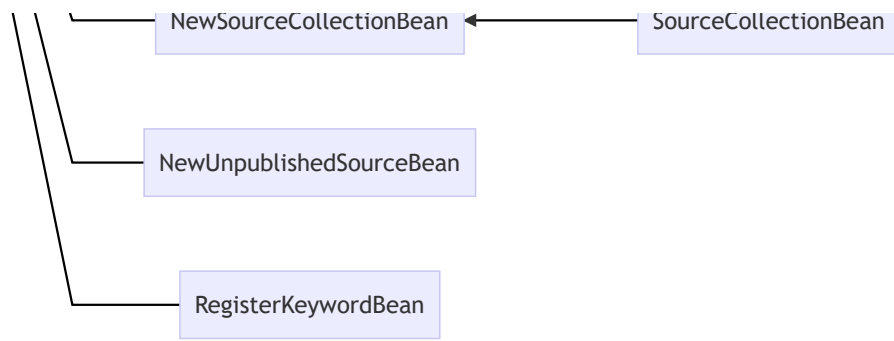 NewSourceCollectionBean
SourceCollectionBean
NewUnpublishedSourceBean
RegisterKeywordBean